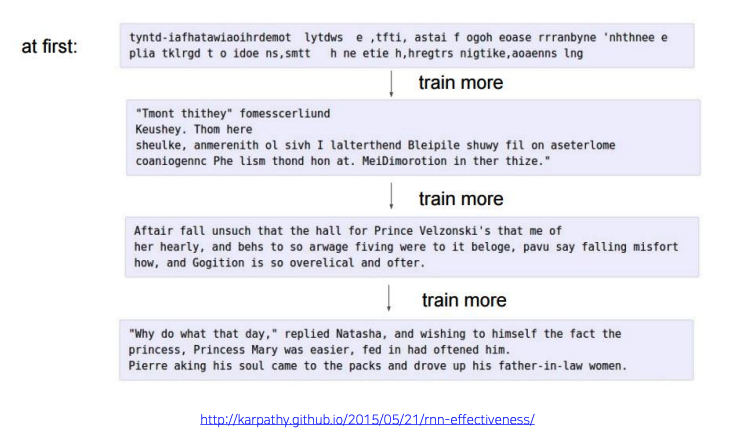 at first:
tyntd-iafhatawiaoihrdemot  lytdws  e ,tfti, astai f ogoh eoase rrranbyne 'nhthnee e
plia tklrgd t o idoe ns,smtt   h ne etie h,hregtrs nigtike,aoaenns lng
train more
"Tmont thithey" fomesscerliund
Keushey. Thom here
sheulke, anmerenith ol sivh I lalterthend Bleipile shuwy fil on aseterlome
coaniogennc Phe lism thond hon at. MeiDimorotion in ther thize."
train more
Aftair fall unsuch that the hall for Prince Velzonski's that me of
her hearly, and behs to so arwage fiving were to it beloge, pavu say falling misfort
how, and Gogition is so overelical and ofter.
train more
"Why do what that day," replied Natasha, and wishing to himself the fact the
princess, Princess Mary was easier, fed in had oftened him.
Pierre aking his soul came to the packs and drove up his father-in-law women.
http://karpathy.github.io/2015/05/21/rnn-effectiveness/